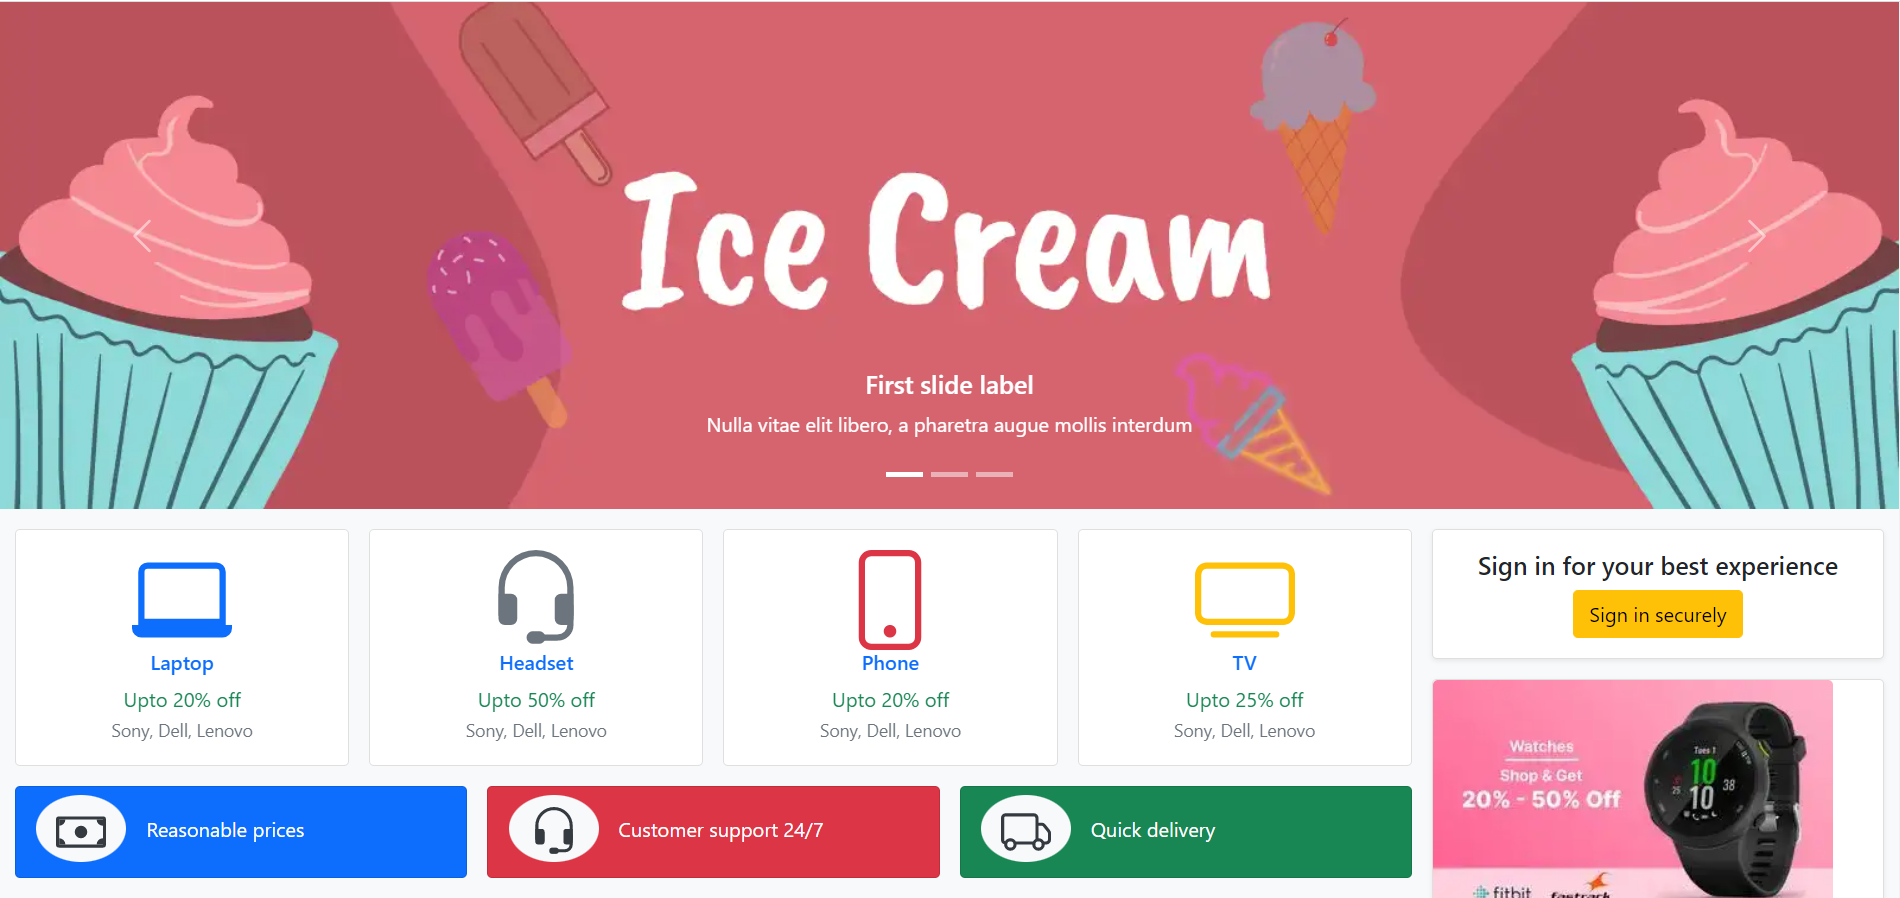 Ice Cream
First slide label
Nulla vitae elit libero, a pharetra augue mollis interdum
Laptop
Upto 20% off
Sony, Dell, Lenovo
Headset
Upto 50% off
Sony, Dell, Lenovo
Phone
Upto 20% off
Sony, Dell, Lenovo
TV
Upto 25% off
Sony, Dell, Lenovo
Sign in for your best experience
Sign in securely
Reasonable prices
Customer support 24/7
Quick delivery
Watches
Shop & Get
20% - 50% Off
Tues 1
10
25 10 38
fitbit fastrack